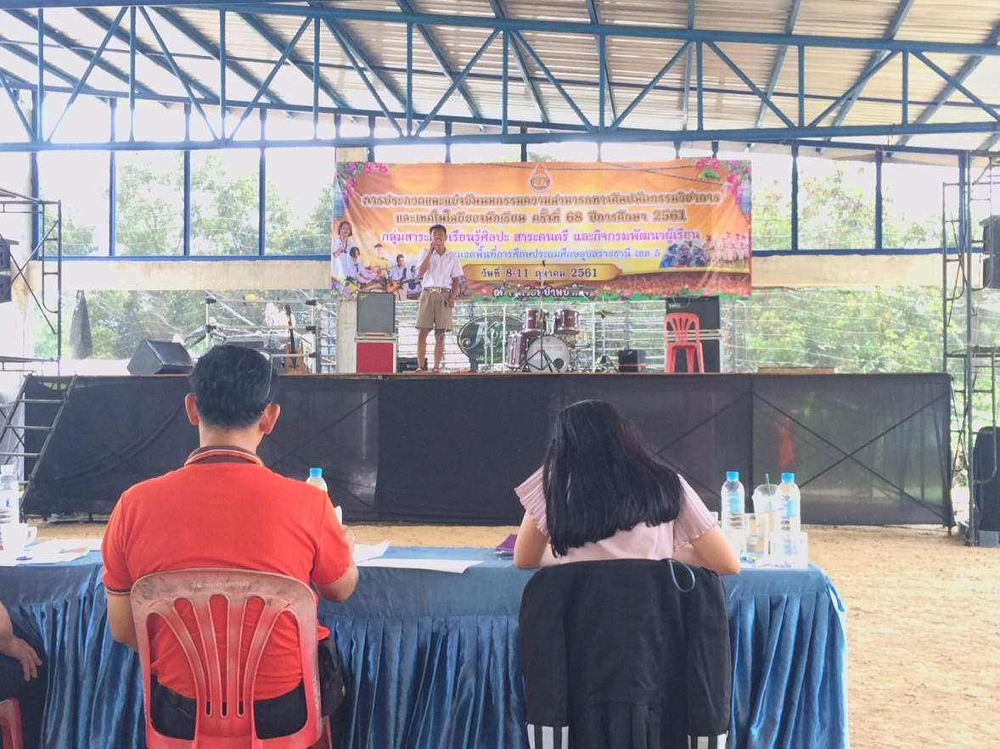 การประกวดและแข่งขันมหกรรมความสามารถทางศิลปหัตถกรรมวิชาการ
และเทคโนโลยีของนักเรียน ครั้งที่ 68 ปีการศึกษา 2561
กลุ่มสาระ เรียนรู้ศิลปะ สาระดนตรี และกิจกรรมพัฒนาผู้เรียน
เขตพื้นที่การศึกษาประถมศึกษาอุบลราชธานี เขต 5
วันที่ 8-11 ตุลาคม 2561